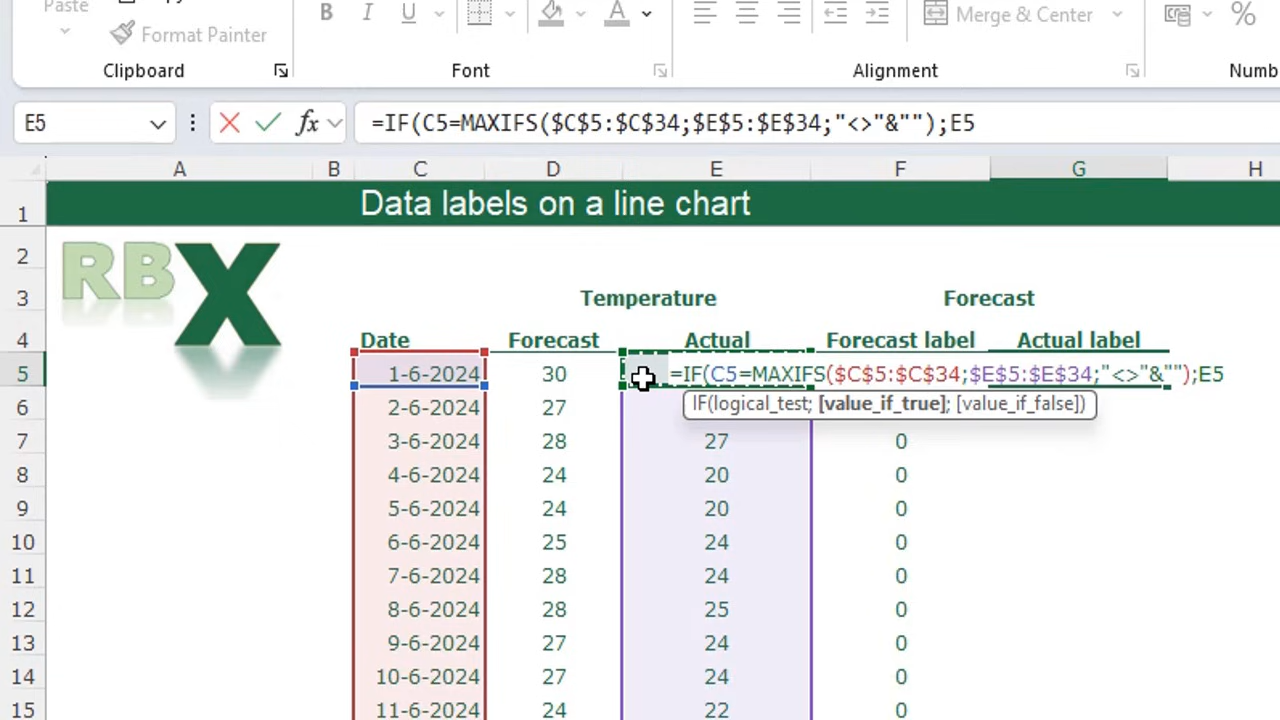 Paste
Format Painter
B I U A
Merge & Center
%
Clipboard
Font
Alignment
Numb
E5
fx
=IF(C5=MAXIFS($C$5:$C$34;$E$5:$E$34;"<>"&"");E5
A B C D E F G H
1 Data labels on a line chart
2
RBX
3 Temperature Forecast
4 Date Forecast Actual Forecast label Actual label
5 1-6-2024 30 =IF(C5=MAXIFS($C$5:$C$34;$E$5:$E$34;"<>"&"");E5
IF(logical_test; [value_if_true]; [value_if_false])
6 2-6-2024 27
7 3-6-2024 28 27 0
8 4-6-2024 24 20 0
9 5-6-2024 24 20 0
10 6-6-2024 25 24 0
11 7-6-2024 28 24 0
12 8-6-2024 28 25 0
13 9-6-2024 27 24 0
14 10-6-2024 27 24 0
15 11-6-2024 24 22 0